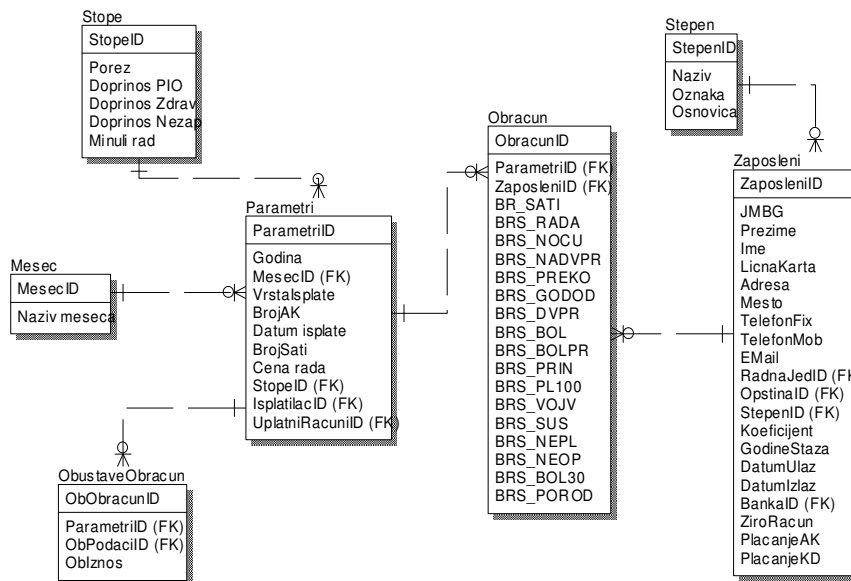 Stope
StopeID
Porez
Doprinos PIO
Doprinos Zdrav
Doprinos Nezap
Minuli rad
Stepen
StepenID
Naziv
Oznaka
Osnovica
Obracun
ObracunID
ParametriID (FK)
ZaposleniID (FK)
BR_SATI
BRS_RADA
BRS_NOCU
BRS_NADVPR
BRS_PREKO
BRS_GODOD
BRS_DVPR
BRS_BOL
BRS_BOLPR
BRS_PRIN
BRS_PL100
BRS_VOJV
BRS_SUS
BRS_NEPL
BRS_NEOP
BRS_BOL30
BRS_POROD
Zaposleni
ZaposleniID
JMBG
Prezime
Ime
LicnaKarta
Adresa
Mesto
TelefonFix
TelefonMob
EMail
RadnaJedID (FK
OpstinaID (FK)
StepenID (FK)
Koeficijent
GodineStaza
DatumUlaz
DatumIzlaz
BankaID (FK)
ZiroRacun
PlacanjeAK
PlacanjeKD
Parametri
ParametriID
Godina
MesecID (FK)
VrstaIsplate
BrojAK
Datum isplate
BrojSati
Cena rada
StopeID (FK)
IsplatilacID (FK)
UplatniRacuniID (FK)
Mesec
MesecID
Naziv meseca
ObustaveObracun
ObObracunID
ParametriID (FK)
ObPodaciID (FK)
ObIznos